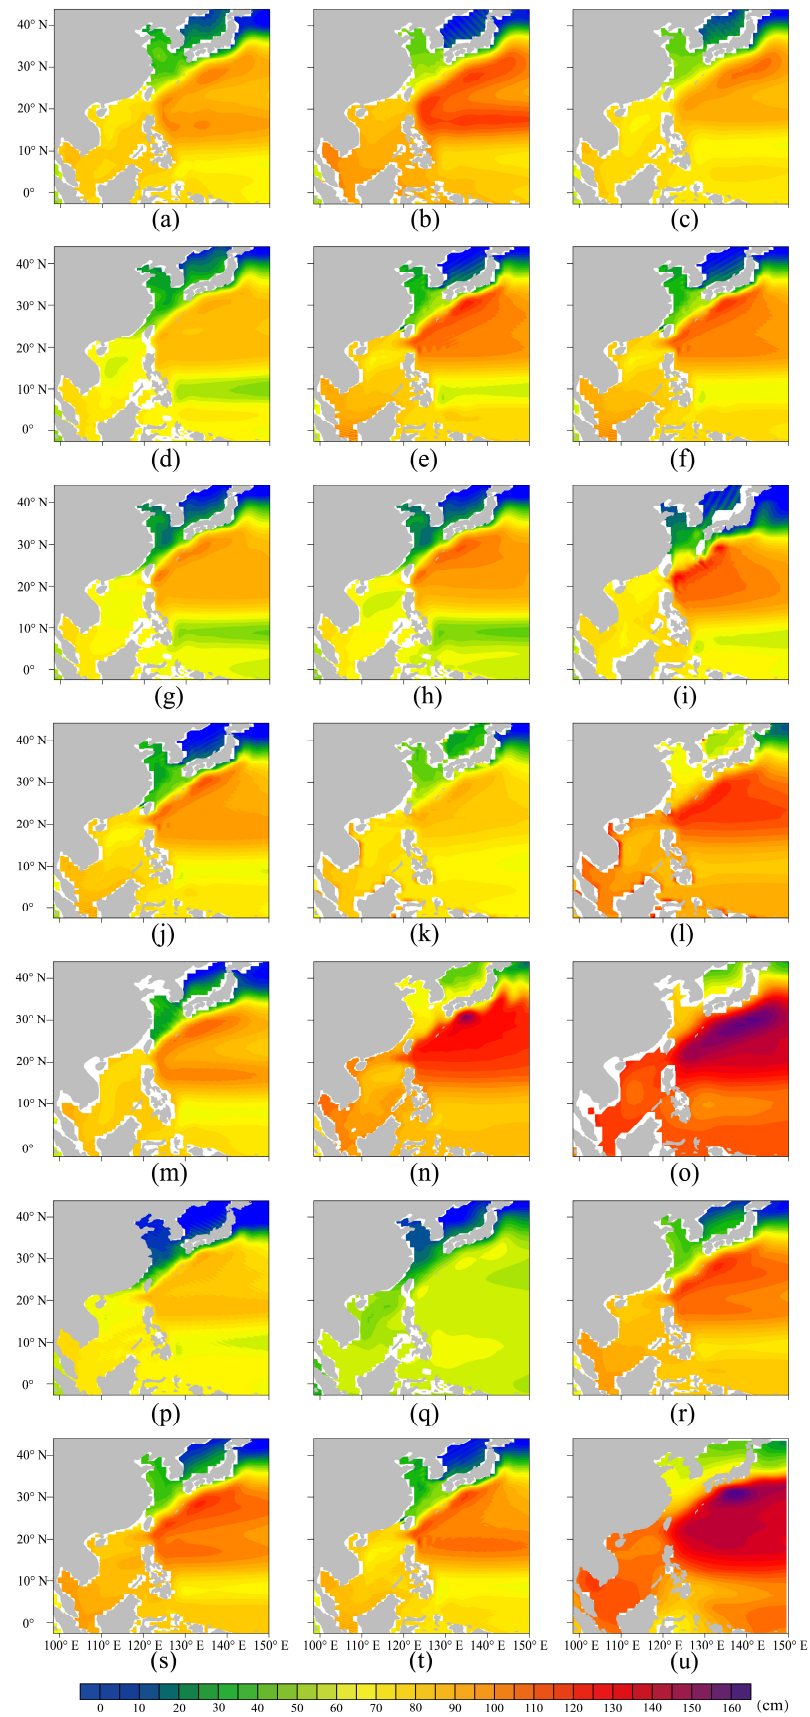 40° N
30° N
20° N
10° N
0°
(a) (b) (c)
40° N
30° N
20° N
10° N
0°
(d) (e) (f)
40° N
30° N
20° N
10° N
0°
(g) (h) (i)
40° N
30° N
20° N
10° N
0°
(j) (k) (l)
40° N
30° N
20° N
10° N
0°
(m) (n) (o)
40° N
30° N
20° N
10° N
0°
(p) (q) (r)
40° N
30° N
20° N
10° N
0°
100° E 110° E 120° E 130° E 140° E 150° E 100° E 110° E 120° E 130° E 140° E 150° E 100° E 110° E 120° E 130° E 140° E 150° E
(s) (t) (u)
0 10 20 30 40 50 60 70 80 90 100 110 120 130 140 150 160 (cm)